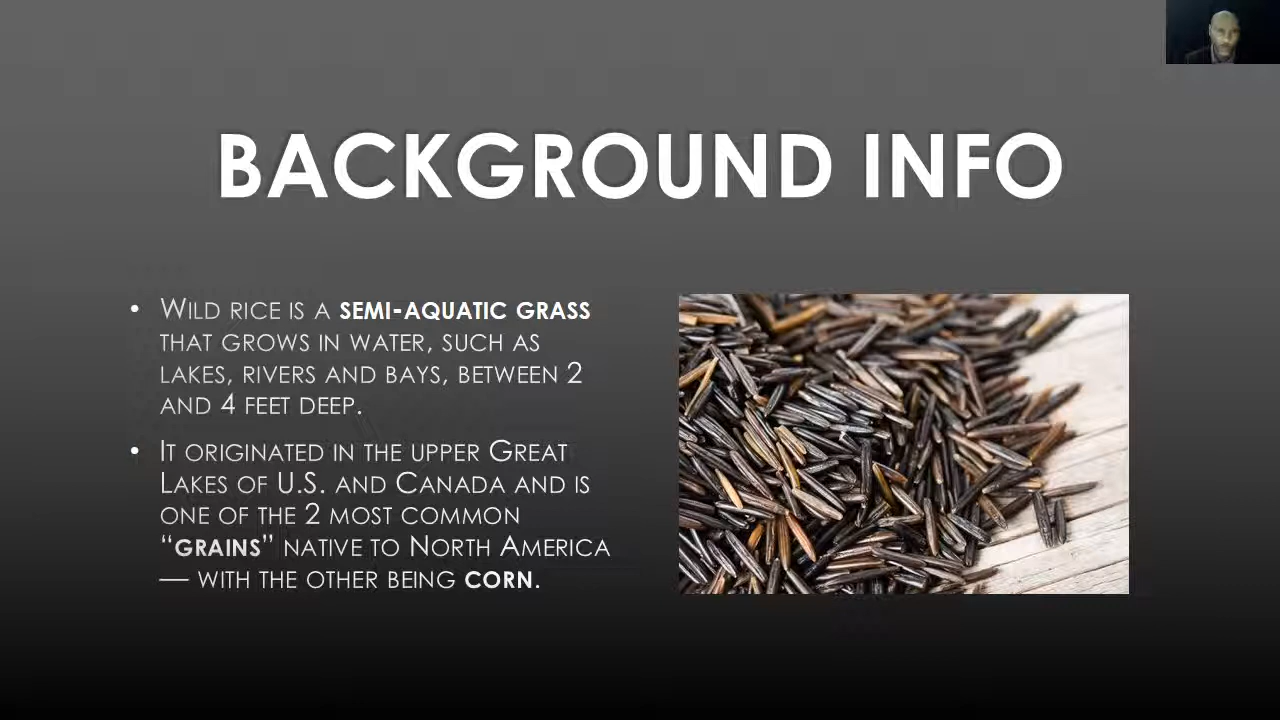 BACKGROUND INFO
• WILD RICE IS A SEMI-AQUATIC GRASS
THAT GROWS IN WATER, SUCH AS
LAKES, RIVERS AND BAYS, BETWEEN 2
AND 4 FEET DEEP.
• IT ORIGINATED IN THE UPPER GREAT
LAKES OF U.S. AND CANADA AND IS
ONE OF THE 2 MOST COMMON
“GRAINS” NATIVE TO NORTH AMERICA
— WITH THE OTHER BEING CORN.